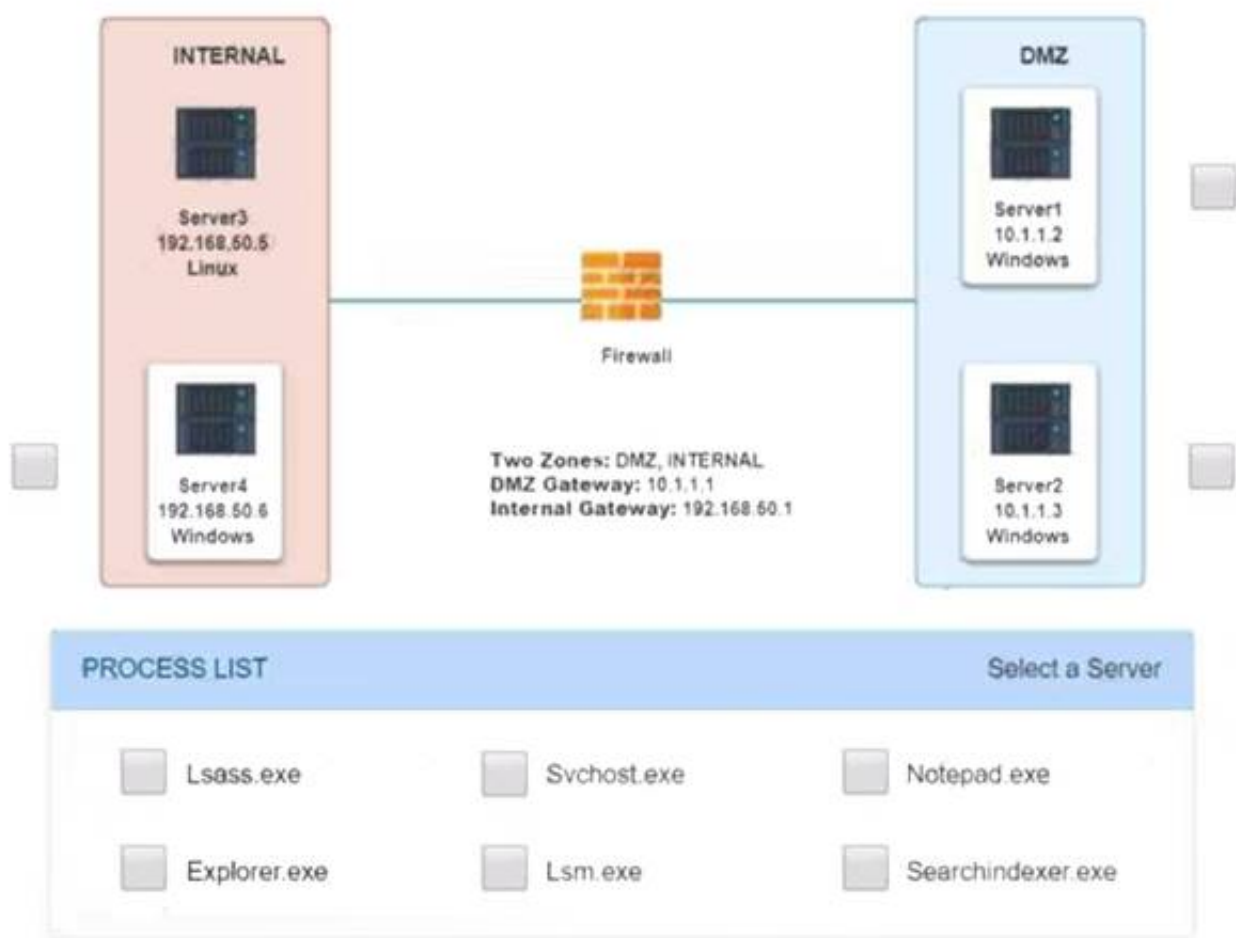 INTERNAL
DMZ
Server3
192.168.50.5
Linux
Server1
10.1.1.2
Windows
Firewall
Server4
192.168.50.6
Windows
Two Zones: DMZ, INTERNAL
DMZ Gateway: 10.1.1.1
Internal Gateway: 192.168.50.1
Server2
10.1.1.3
Windows
PROCESS LIST
Select a Server
Lsass.exe
Svchost.exe
Notepad.exe
Explorer.exe
Lsm.exe
Searchindexer.exe